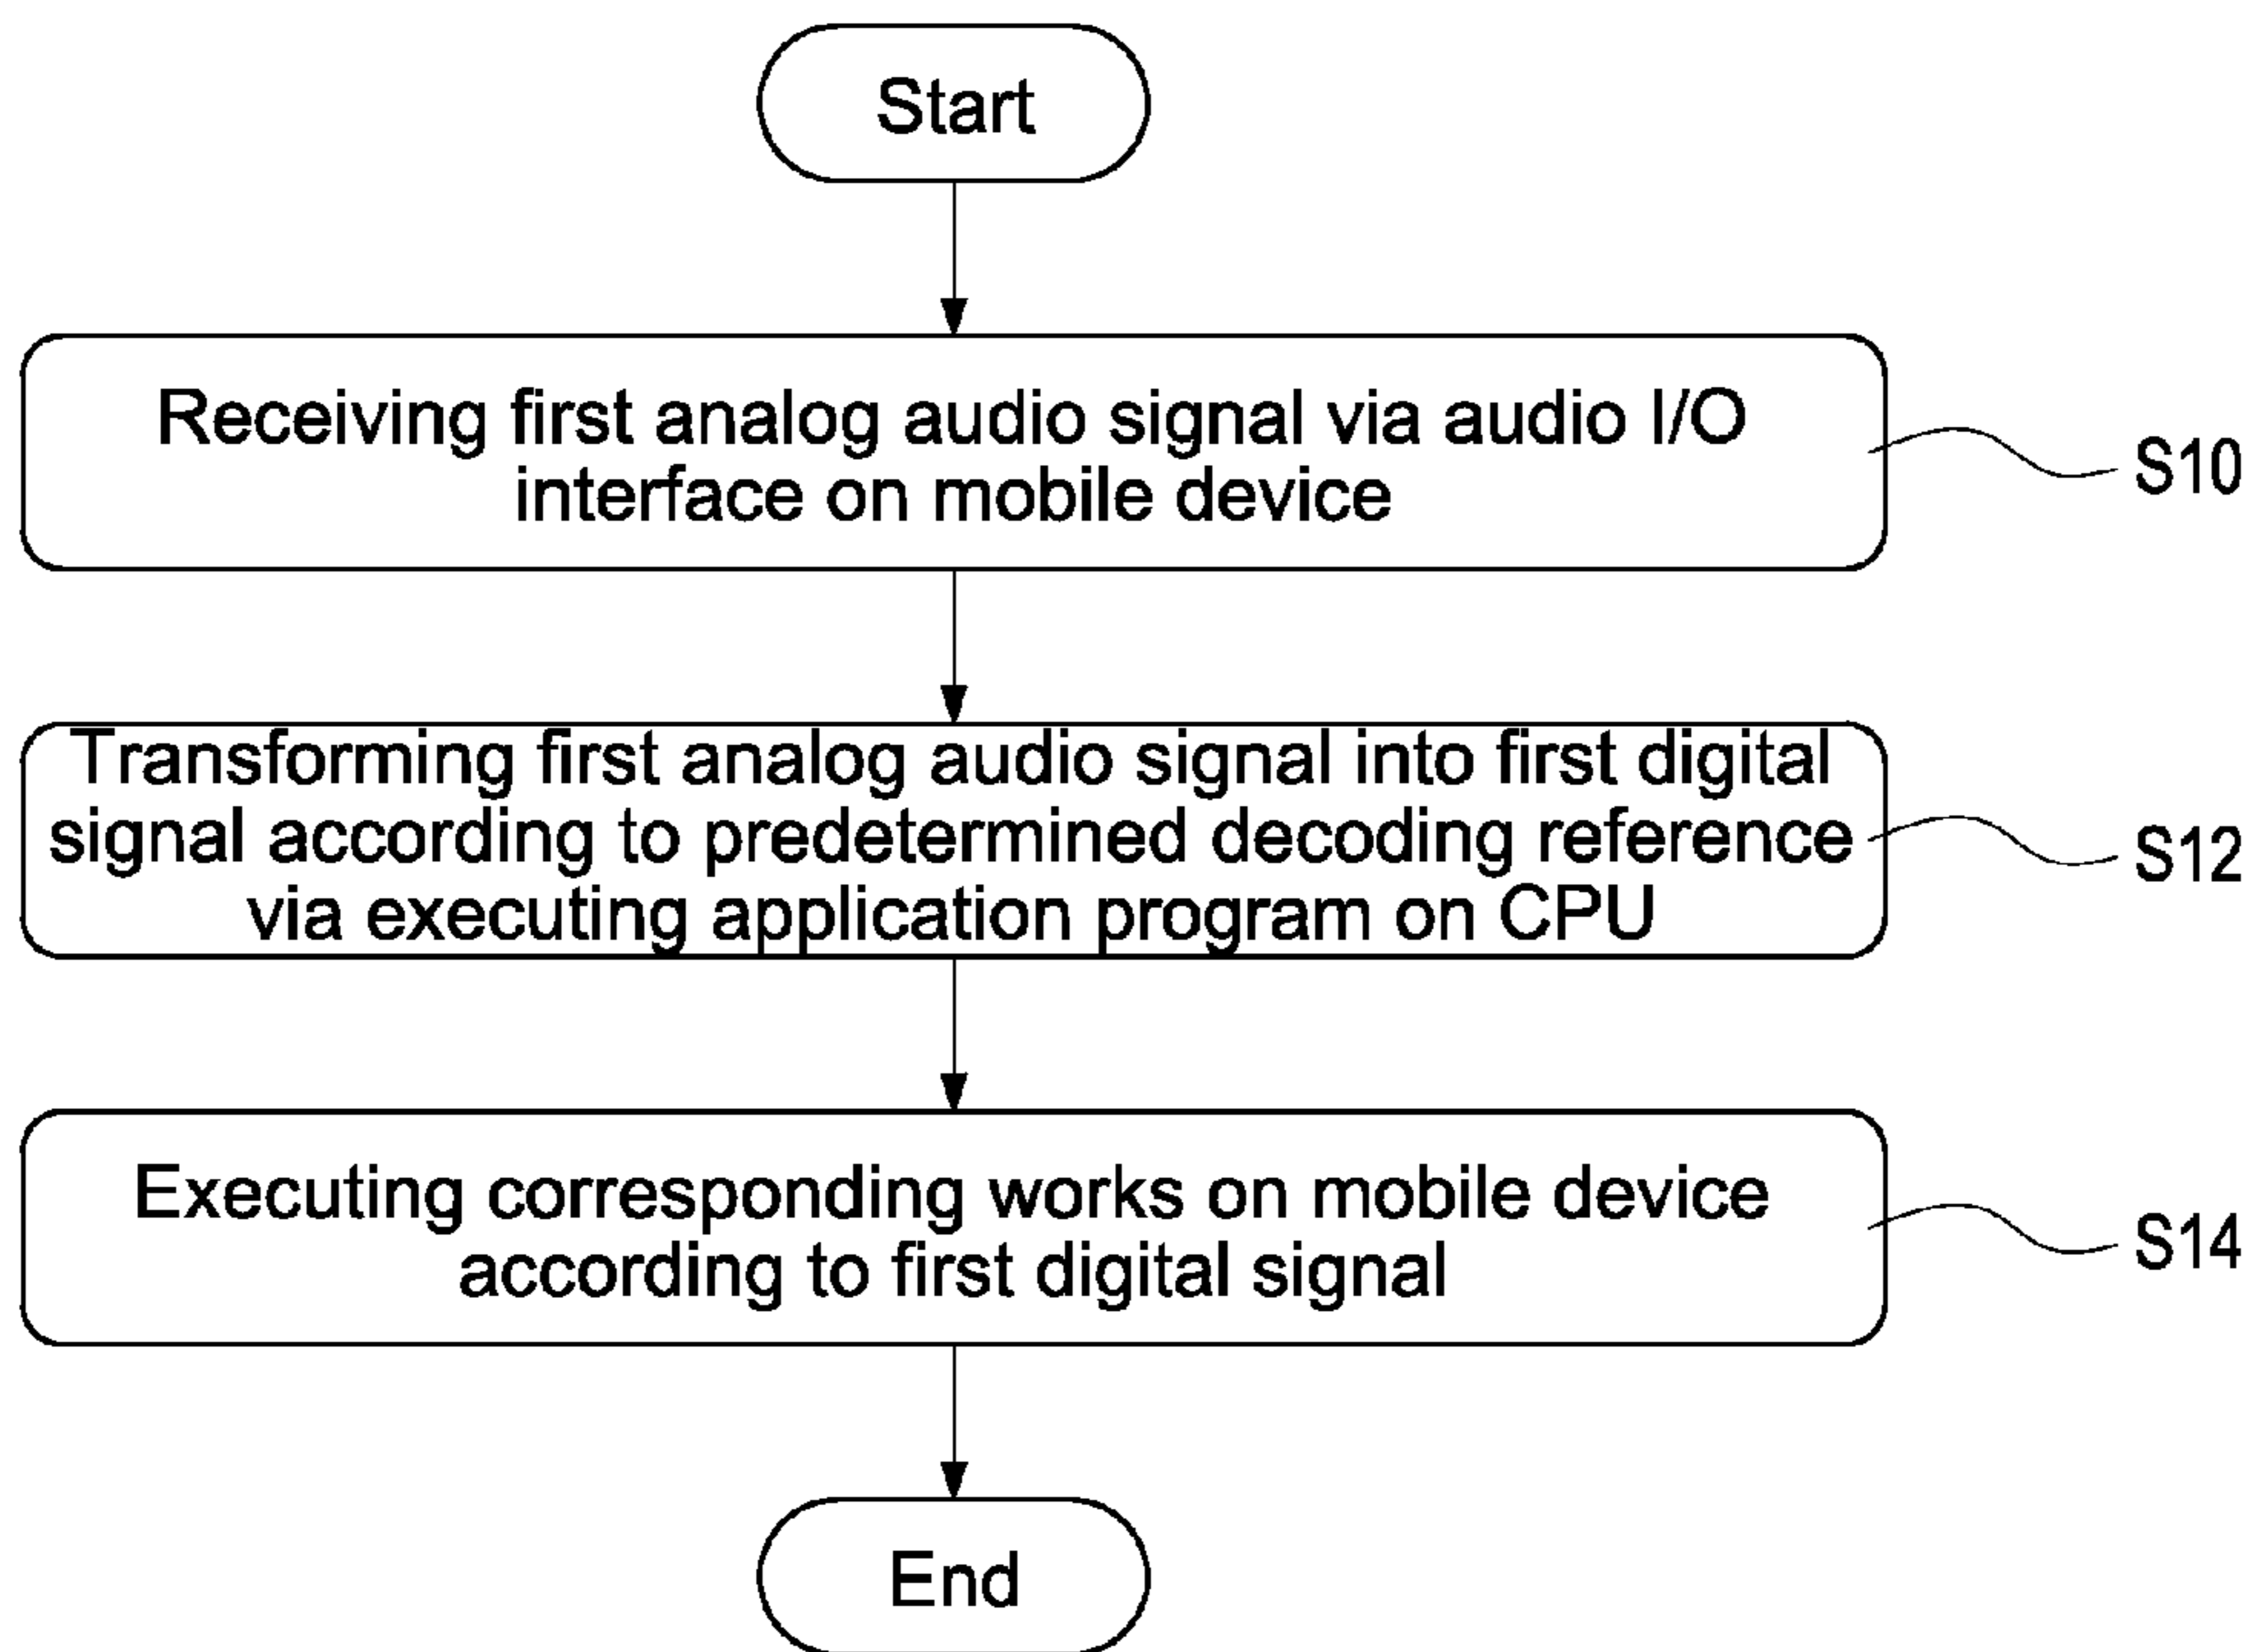 Start
Receiving first analog audio signal via audio I/O
interface on mobile device
S10
Transforming first analog audio signal into first digital
signal according to predetermined decoding reference
via executing application program on CPU
S12
Executing corresponding works on mobile device
according to first digital signal
S14
End